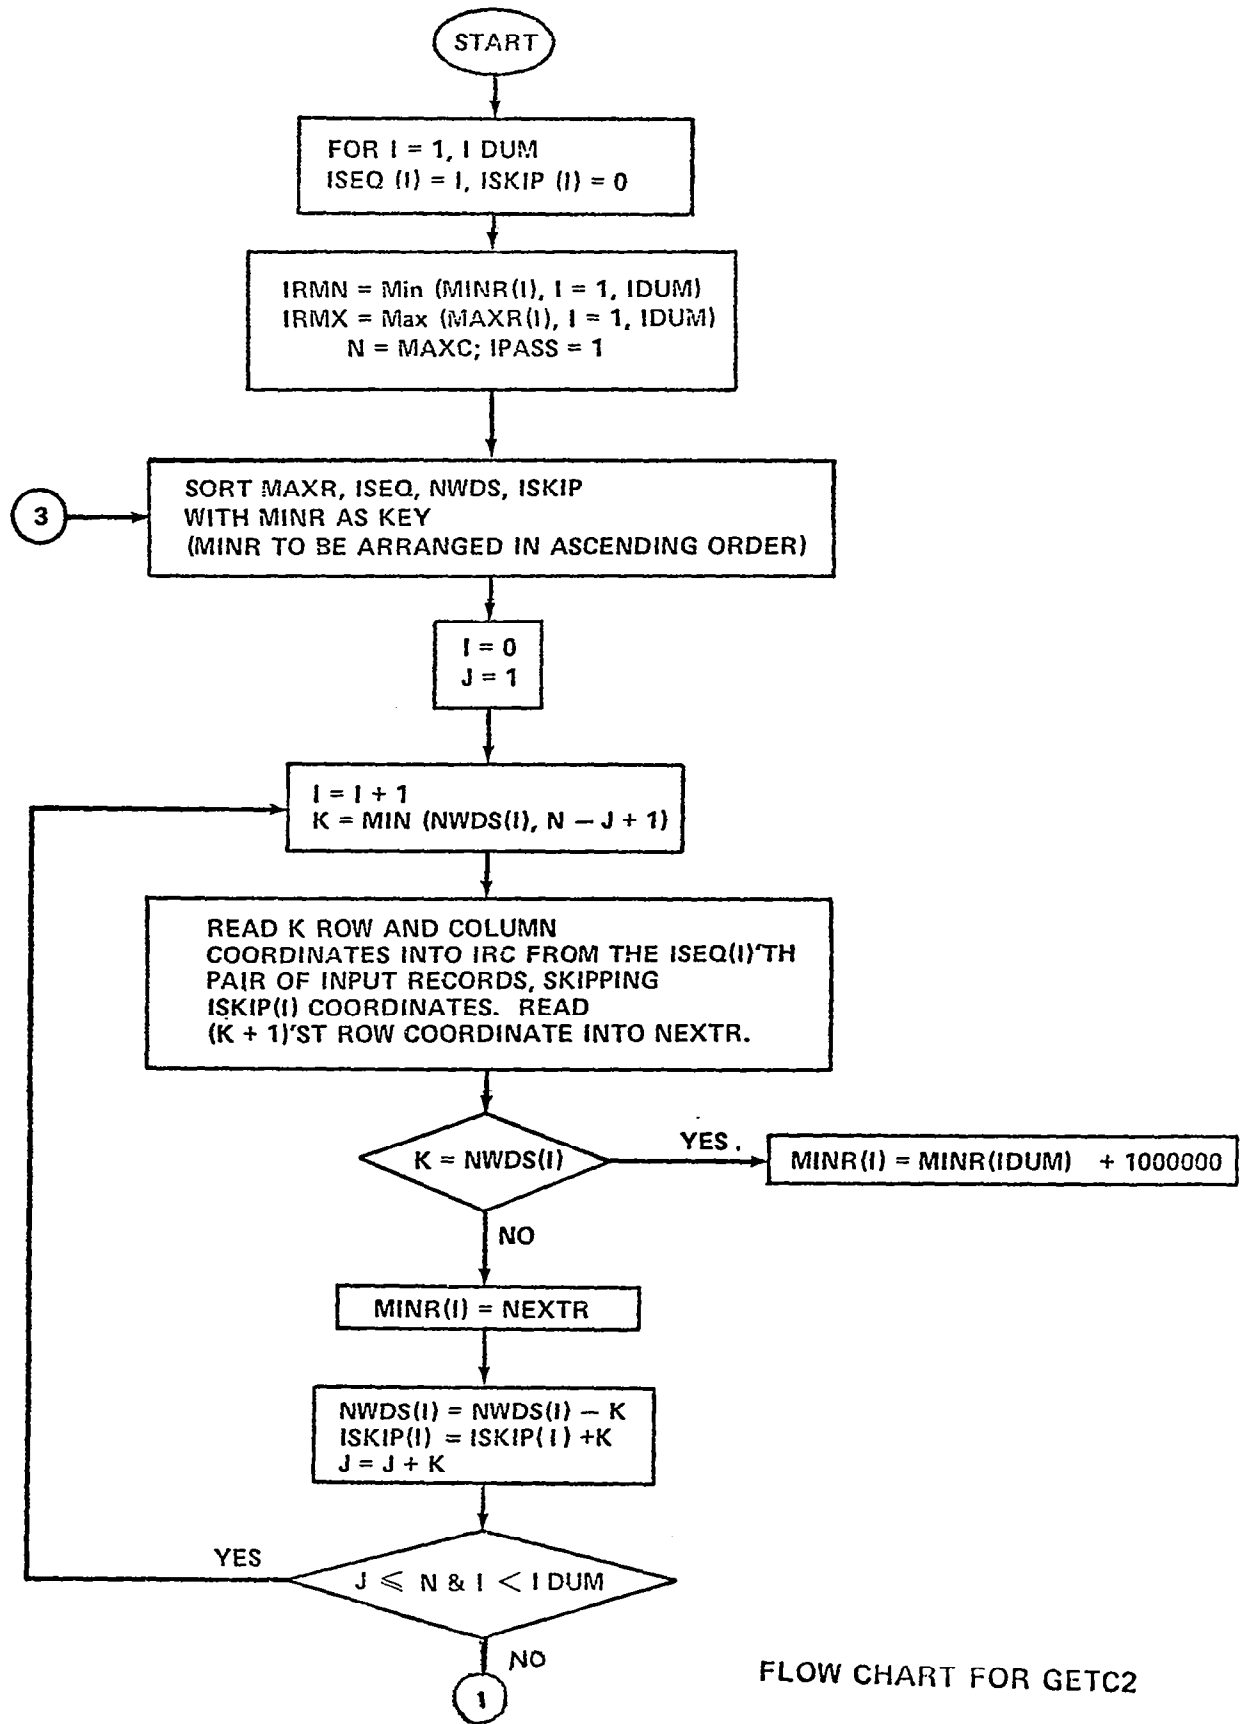 START
FOR I = 1, I DUM
ISEQ (I) = I, ISKIP (I) = 0
IRMN = Min (MINR(I), I = 1, IDUM)
IRMX = Max (MAXR(I), I = 1, IDUM)
N = MAXC; IPASS = 1
3
SORT MAXR, ISEQ, NWDS, ISKIP
WITH MINR AS KEY
(MINR TO BE ARRANGED IN ASCENDING ORDER)
I = 0
J = 1
I = I + 1
K = MIN (NWDS(I), N – J + 1)
READ K ROW AND COLUMN
COORDINATES INTO IRC FROM THE ISEQ(I)'TH
PAIR OF INPUT RECORDS, SKIPPING
ISKIP(I) COORDINATES. READ
(K + 1)'ST ROW COORDINATE INTO NEXTR.
K = NWDS(I)
YES.
MINR(I) = MINR(IDUM) + 1000000
NO
MINR(I) = NEXTR
NWDS(I) = NWDS(I) – K
ISKIP(I) = ISKIP(I) +K
J = J + K
YES
J ⩽ N & I < I DUM
NO
1
FLOW CHART FOR GETC2